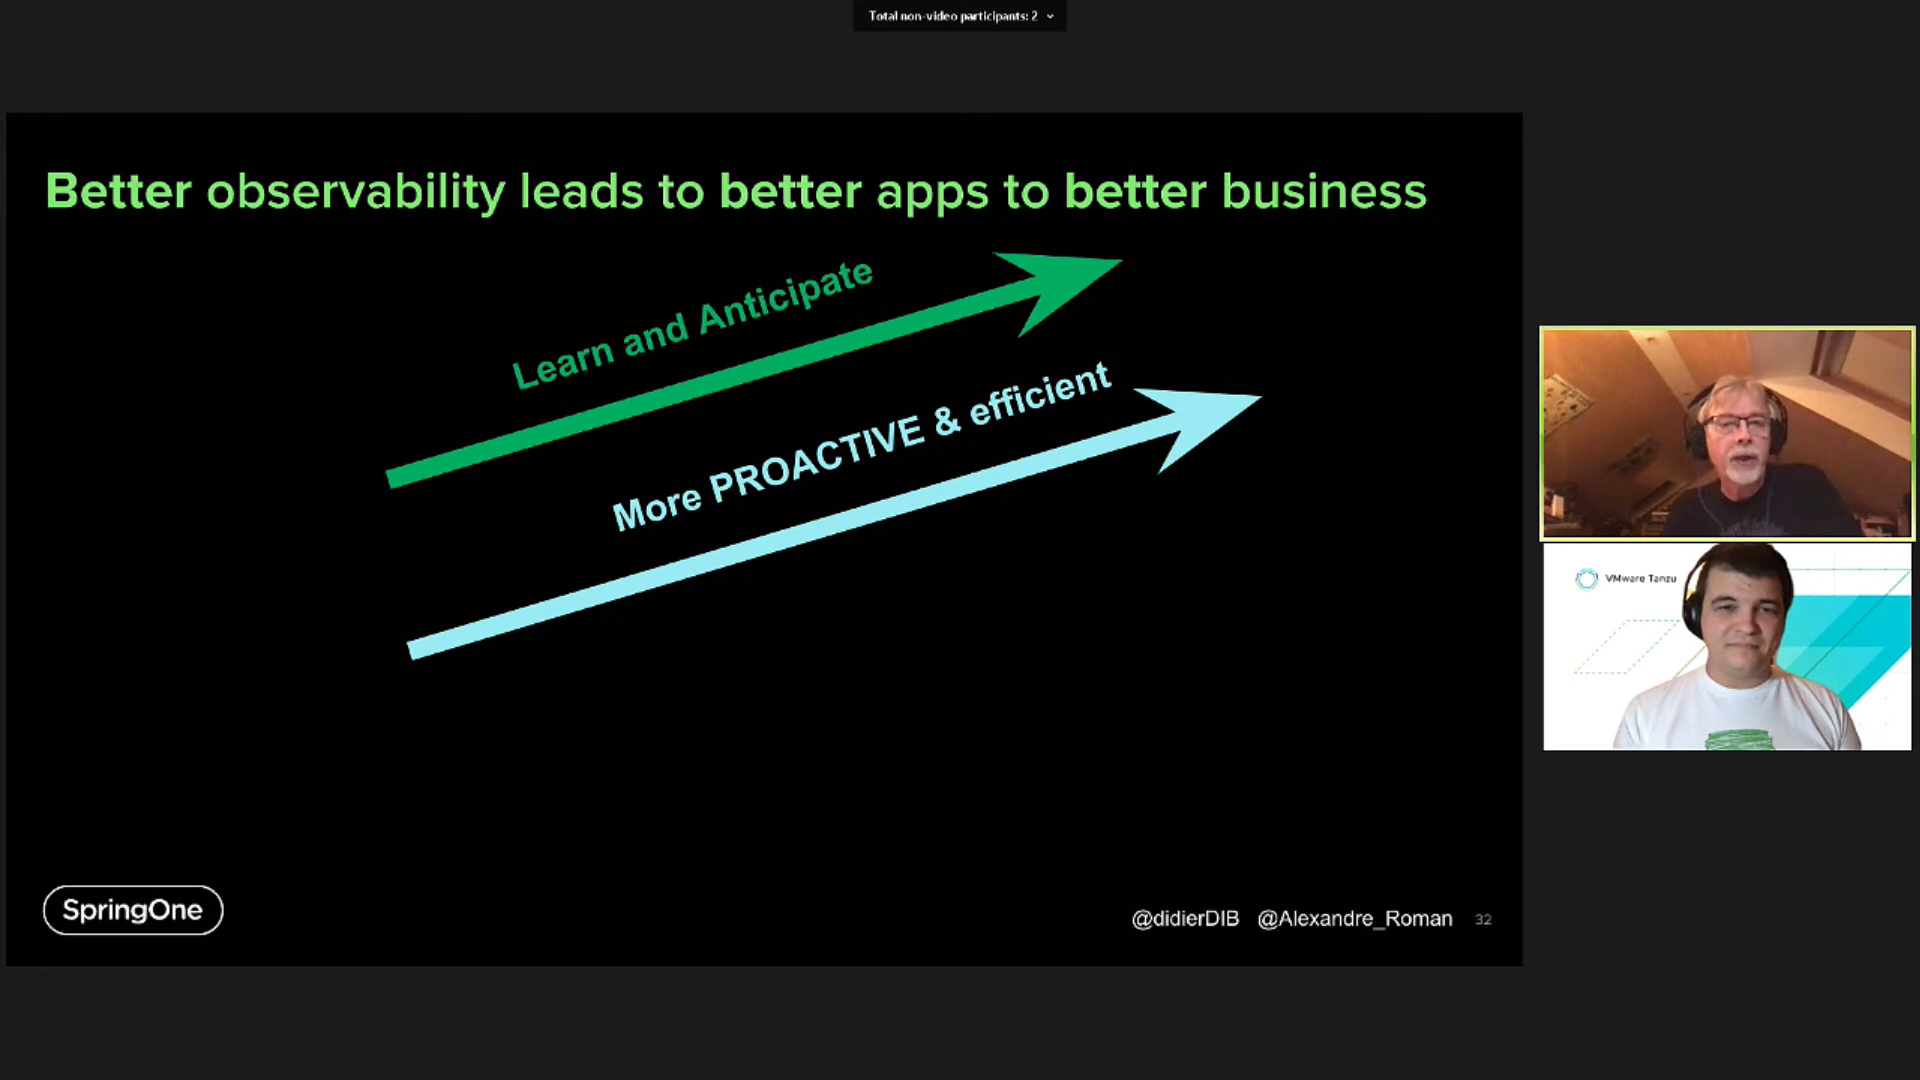 Total non-video participants: 2
Better observability leads to better apps to better business
Learn and Anticipate
More PROACTIVE & efficient
VMware Tanzu
SpringOne
@didierDIB @Alexandre_Roman 32